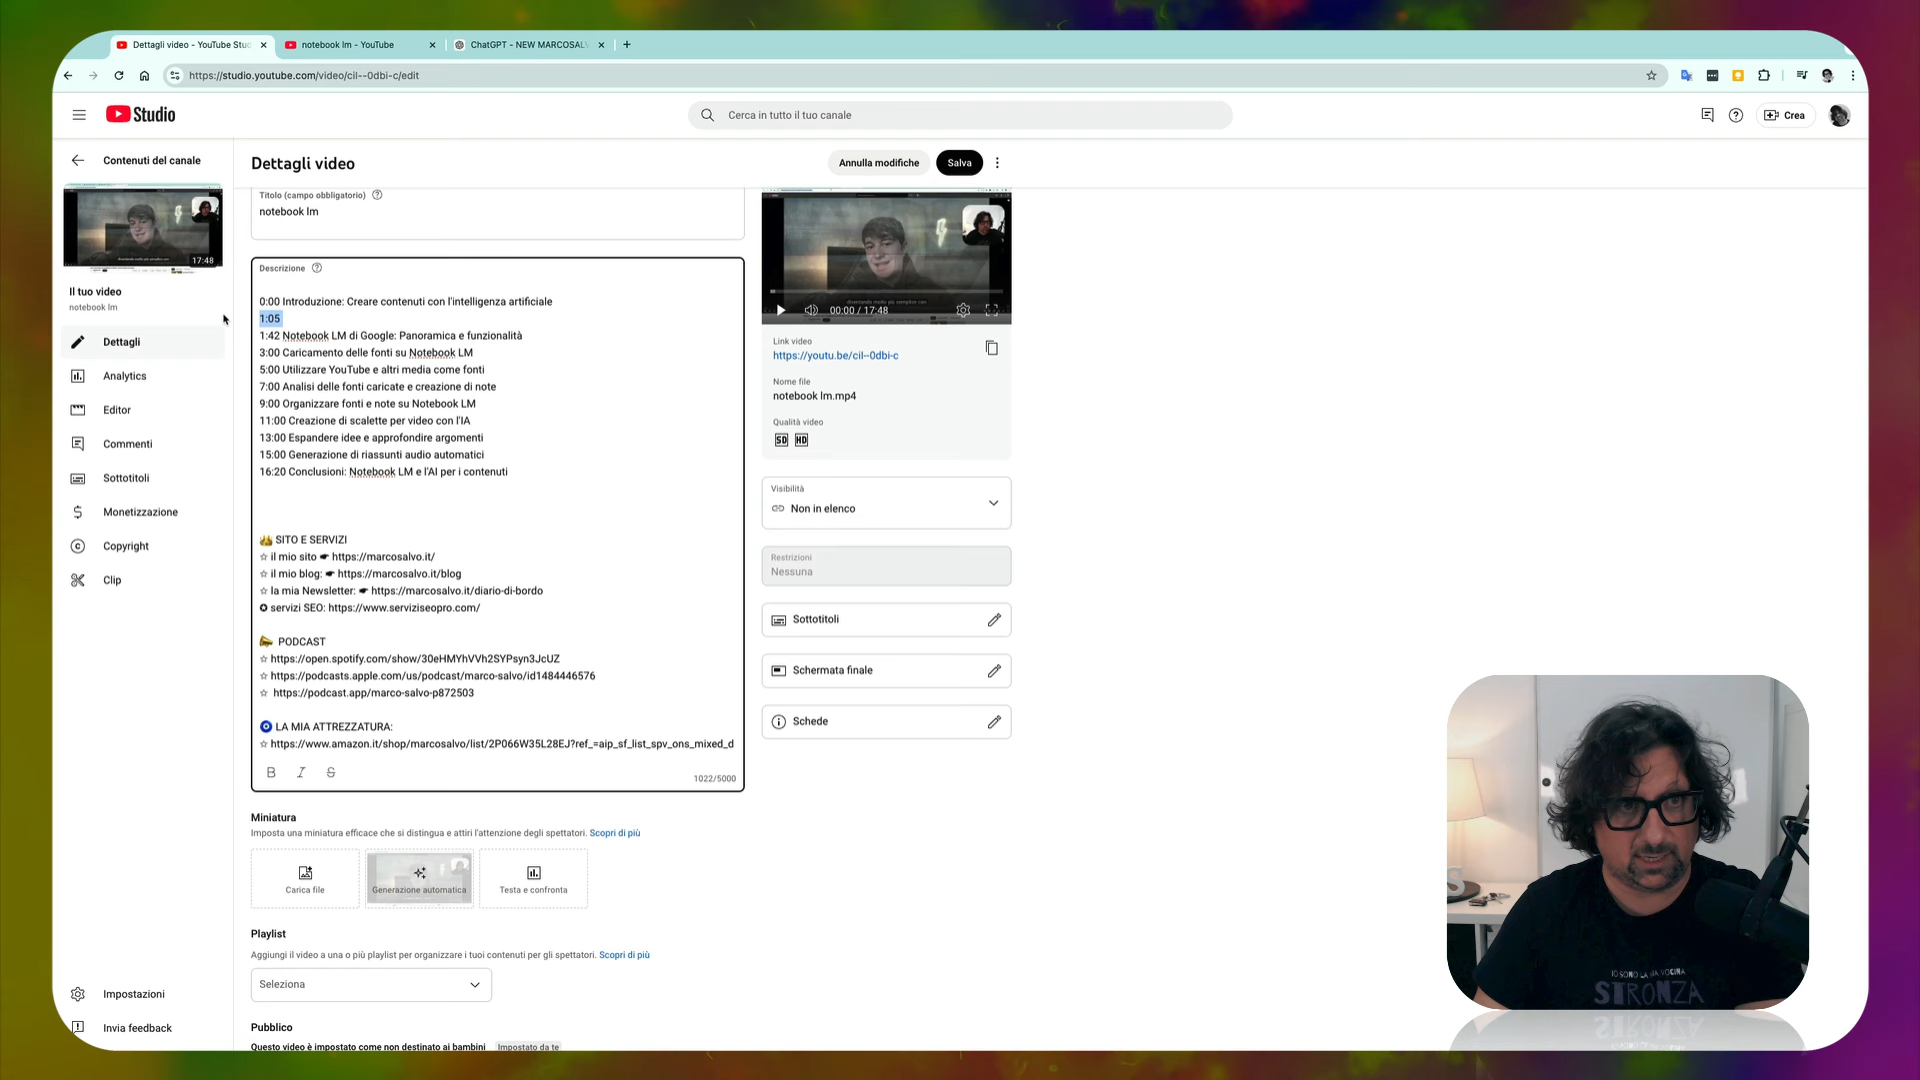 Dettagli video - YouTube Stu
notebook lm - YouTube
ChatGPT - NEW MARCOSAL
https://studio.youtube.com/video/cil--0dbi-c/edit
Studio
Cerca in tutto il tuo canale
Crea
Contenuti del canale
17:48
Il tuo video
notebook lm
Dettagli
Analytics
Editor
Commenti
Sottotitoli
Monetizzazione
Copyright
Clip
Impostazioni
Invia feedback
Dettagli video
Annulla modifiche
Salva
Titolo (campo obbligatorio)
notebook lm
Descrizione
0:00 Introduzione: Creare contenuti con l'intelligenza artificiale
1:05
1:42 Notebook LM di Google: Panoramica e funzionalità
3:00 Caricamento delle fonti su Notebook LM
5:00 Utilizzare YouTube e altri media come fonti
7:00 Analisi delle fonti caricate e creazione di note
9:00 Organizzare fonti e note su Notebook LM
11:00 Creazione di scalette per video con l'IA
13:00 Espandere idee e approfondire argomenti
15:00 Generazione di riassunti audio automatici
16:20 Conclusioni: Notebook LM e l'AI per i contenuti
👑 SITO E SERVIZI
☆ il mio sito ☛ https://marcosalvo.it/
☆ il mio blog: ☛ https://marcosalvo.it/blog
☆ la mia Newsletter: ☛ https://marcosalvo.it/diario-di-bordo
✪ servizi SEO: https://www.serviziseopro.com/
📣 PODCAST
☆ https://open.spotify.com/show/30eHMYhVVh2SYPsyn3JcUZ
☆ https://podcasts.apple.com/us/podcast/marco-salvo/id1484446576
☆ https://podcast.app/marco-salvo-p872503
🧿 LA MIA ATTREZZATURA:
☆ https://www.amazon.it/shop/marcosalvo/list/2P066W35L28EJ?ref_=aip_sf_list_spv_ons_mixed_d
B I S
1022/5000
Miniatura
Imposta una miniatura efficace che si distingua e attiri l'attenzione degli spettatori. Scopri di più
Carica file
Generazione automatica
Testa e confronta
Playlist
Aggiungi il video a una o più playlist per organizzare i tuoi contenuti per gli spettatori. Scopri di più
Seleziona
Pubblico
Questo video è impostato come non destinato ai bambini
Impostato da te
00:00 / 17:48
Link video
https://youtu.be/cil--0dbi-c
Nome file
notebook lm.mp4
Qualità video
SD HD
Visibilità
Non in elenco
Restrizioni
Nessuna
Sottotitoli
Schermata finale
Schede
IO SONO LA MIA VOCINA
STRONZA